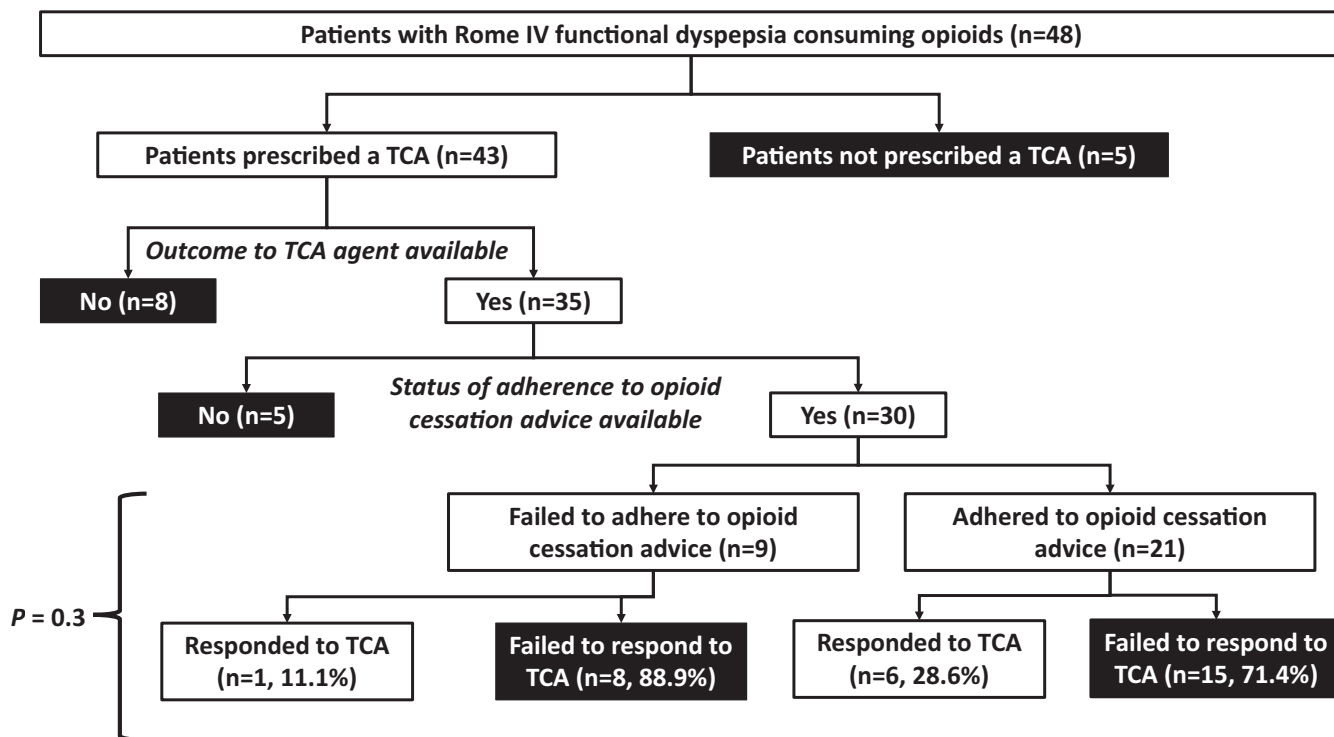 Patients with Rome IV functional dyspepsia consuming opioids (n=48)
Patients prescribed a TCA (n=43)
Patients not prescribed a TCA (n=5)
Outcome to TCA agent available
No (n=8)
Yes (n=35)
Status of adherence to opioid
cessation advice available
No (n=5)
Yes (n=30)
Failed to adhere to opioid
cessation advice (n=9)
Adhered to opioid cessation
advice (n=21)
P = 0.3
Responded to TCA
(n=1, 11.1%)
Failed to respond to
TCA (n=8, 88.9%)
Responded to TCA
(n=6, 28.6%)
Failed to respond to
TCA (n=15, 71.4%)